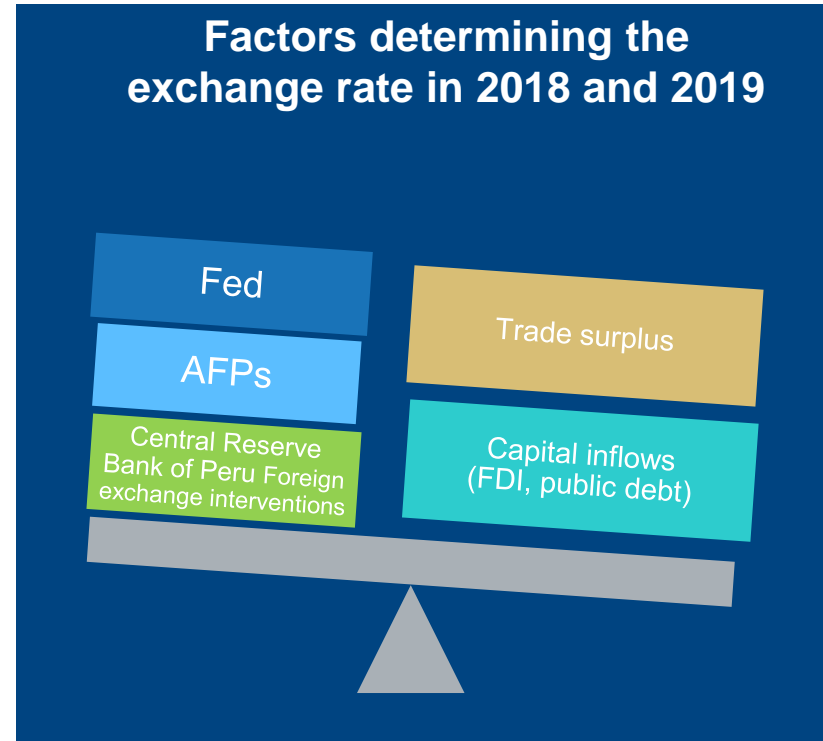 Factors determining the
exchange rate in 2018 and 2019
Fed
AFPs
Central Reserve
Bank of Peru Foreign
exchange interventions
Trade surplus
Capital inflows
(FDI, public debt)